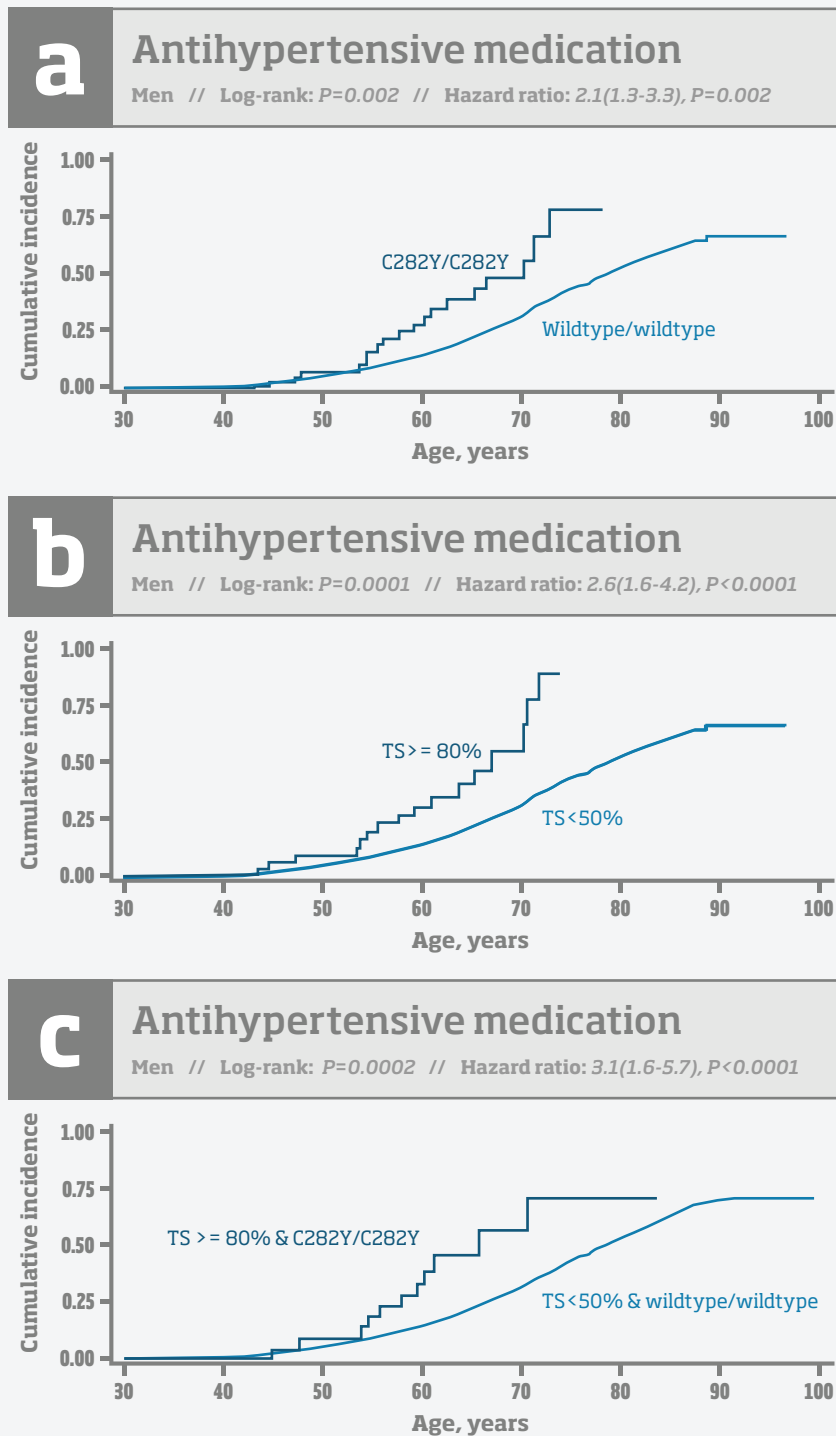 a
Antihypertensive medication
Men // Log-rank: P=0.002 // Hazard ratio: 2.1(1.3-3.3), P=0.002
Cumulative incidence
1.00
0.75
0.50
0.25
0.00
C282Y/C282Y
Wildtype/wildtype
30 40 50 60 70 80 90 100
Age, years
b
Antihypertensive medication
Men // Log-rank: P=0.0001 // Hazard ratio: 2.6(1.6-4.2), P<0.0001
Cumulative incidence
1.00
0.75
0.50
0.25
0.00
TS>= 80%
TS<50%
30 40 50 60 70 80 90 100
Age, years
c
Antihypertensive medication
Men // Log-rank: P=0.0002 // Hazard ratio: 3.1(1.6-5.7), P<0.0001
Cumulative incidence
1.00
0.75
0.50
0.25
0.00
TS >= 80% & C282Y/C282Y
TS<50% & wildtype/wildtype
30 40 50 60 70 80 90 100
Age, years